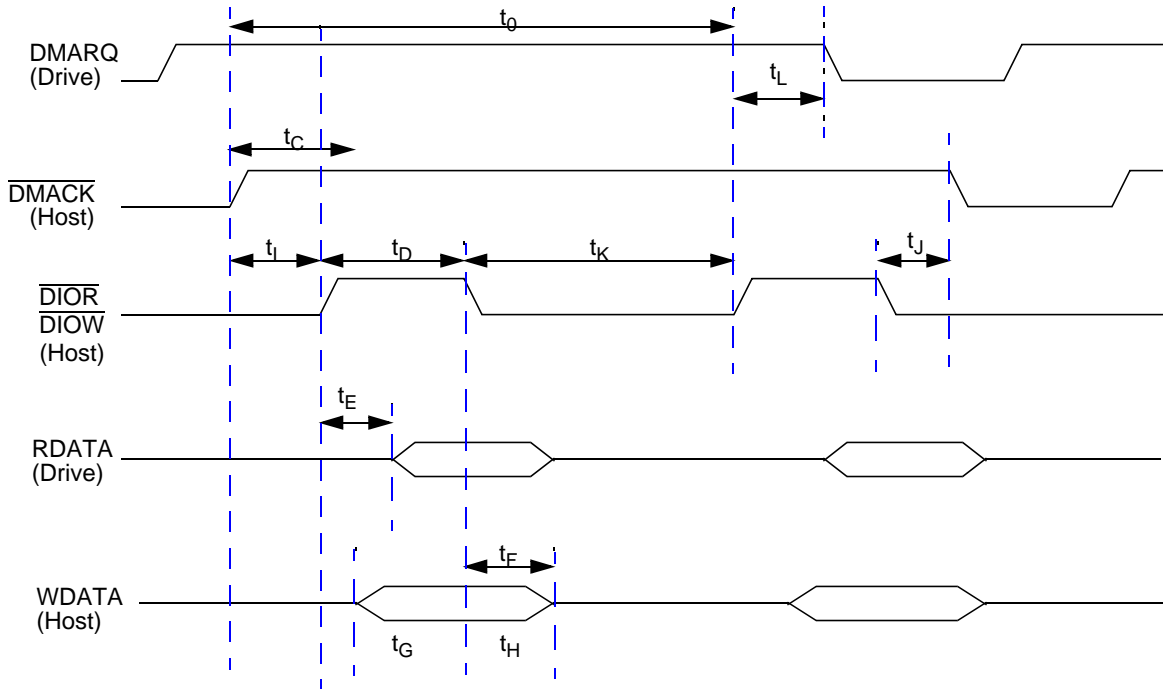 t0
DMARQ
(Drive)
tL
tC
DMACK
(Host)
tI
tD
tK
tJ
DIOR
DIOW
(Host)
tE
RDATA
(Drive)
tF
WDATA
(Host)
tG
tH